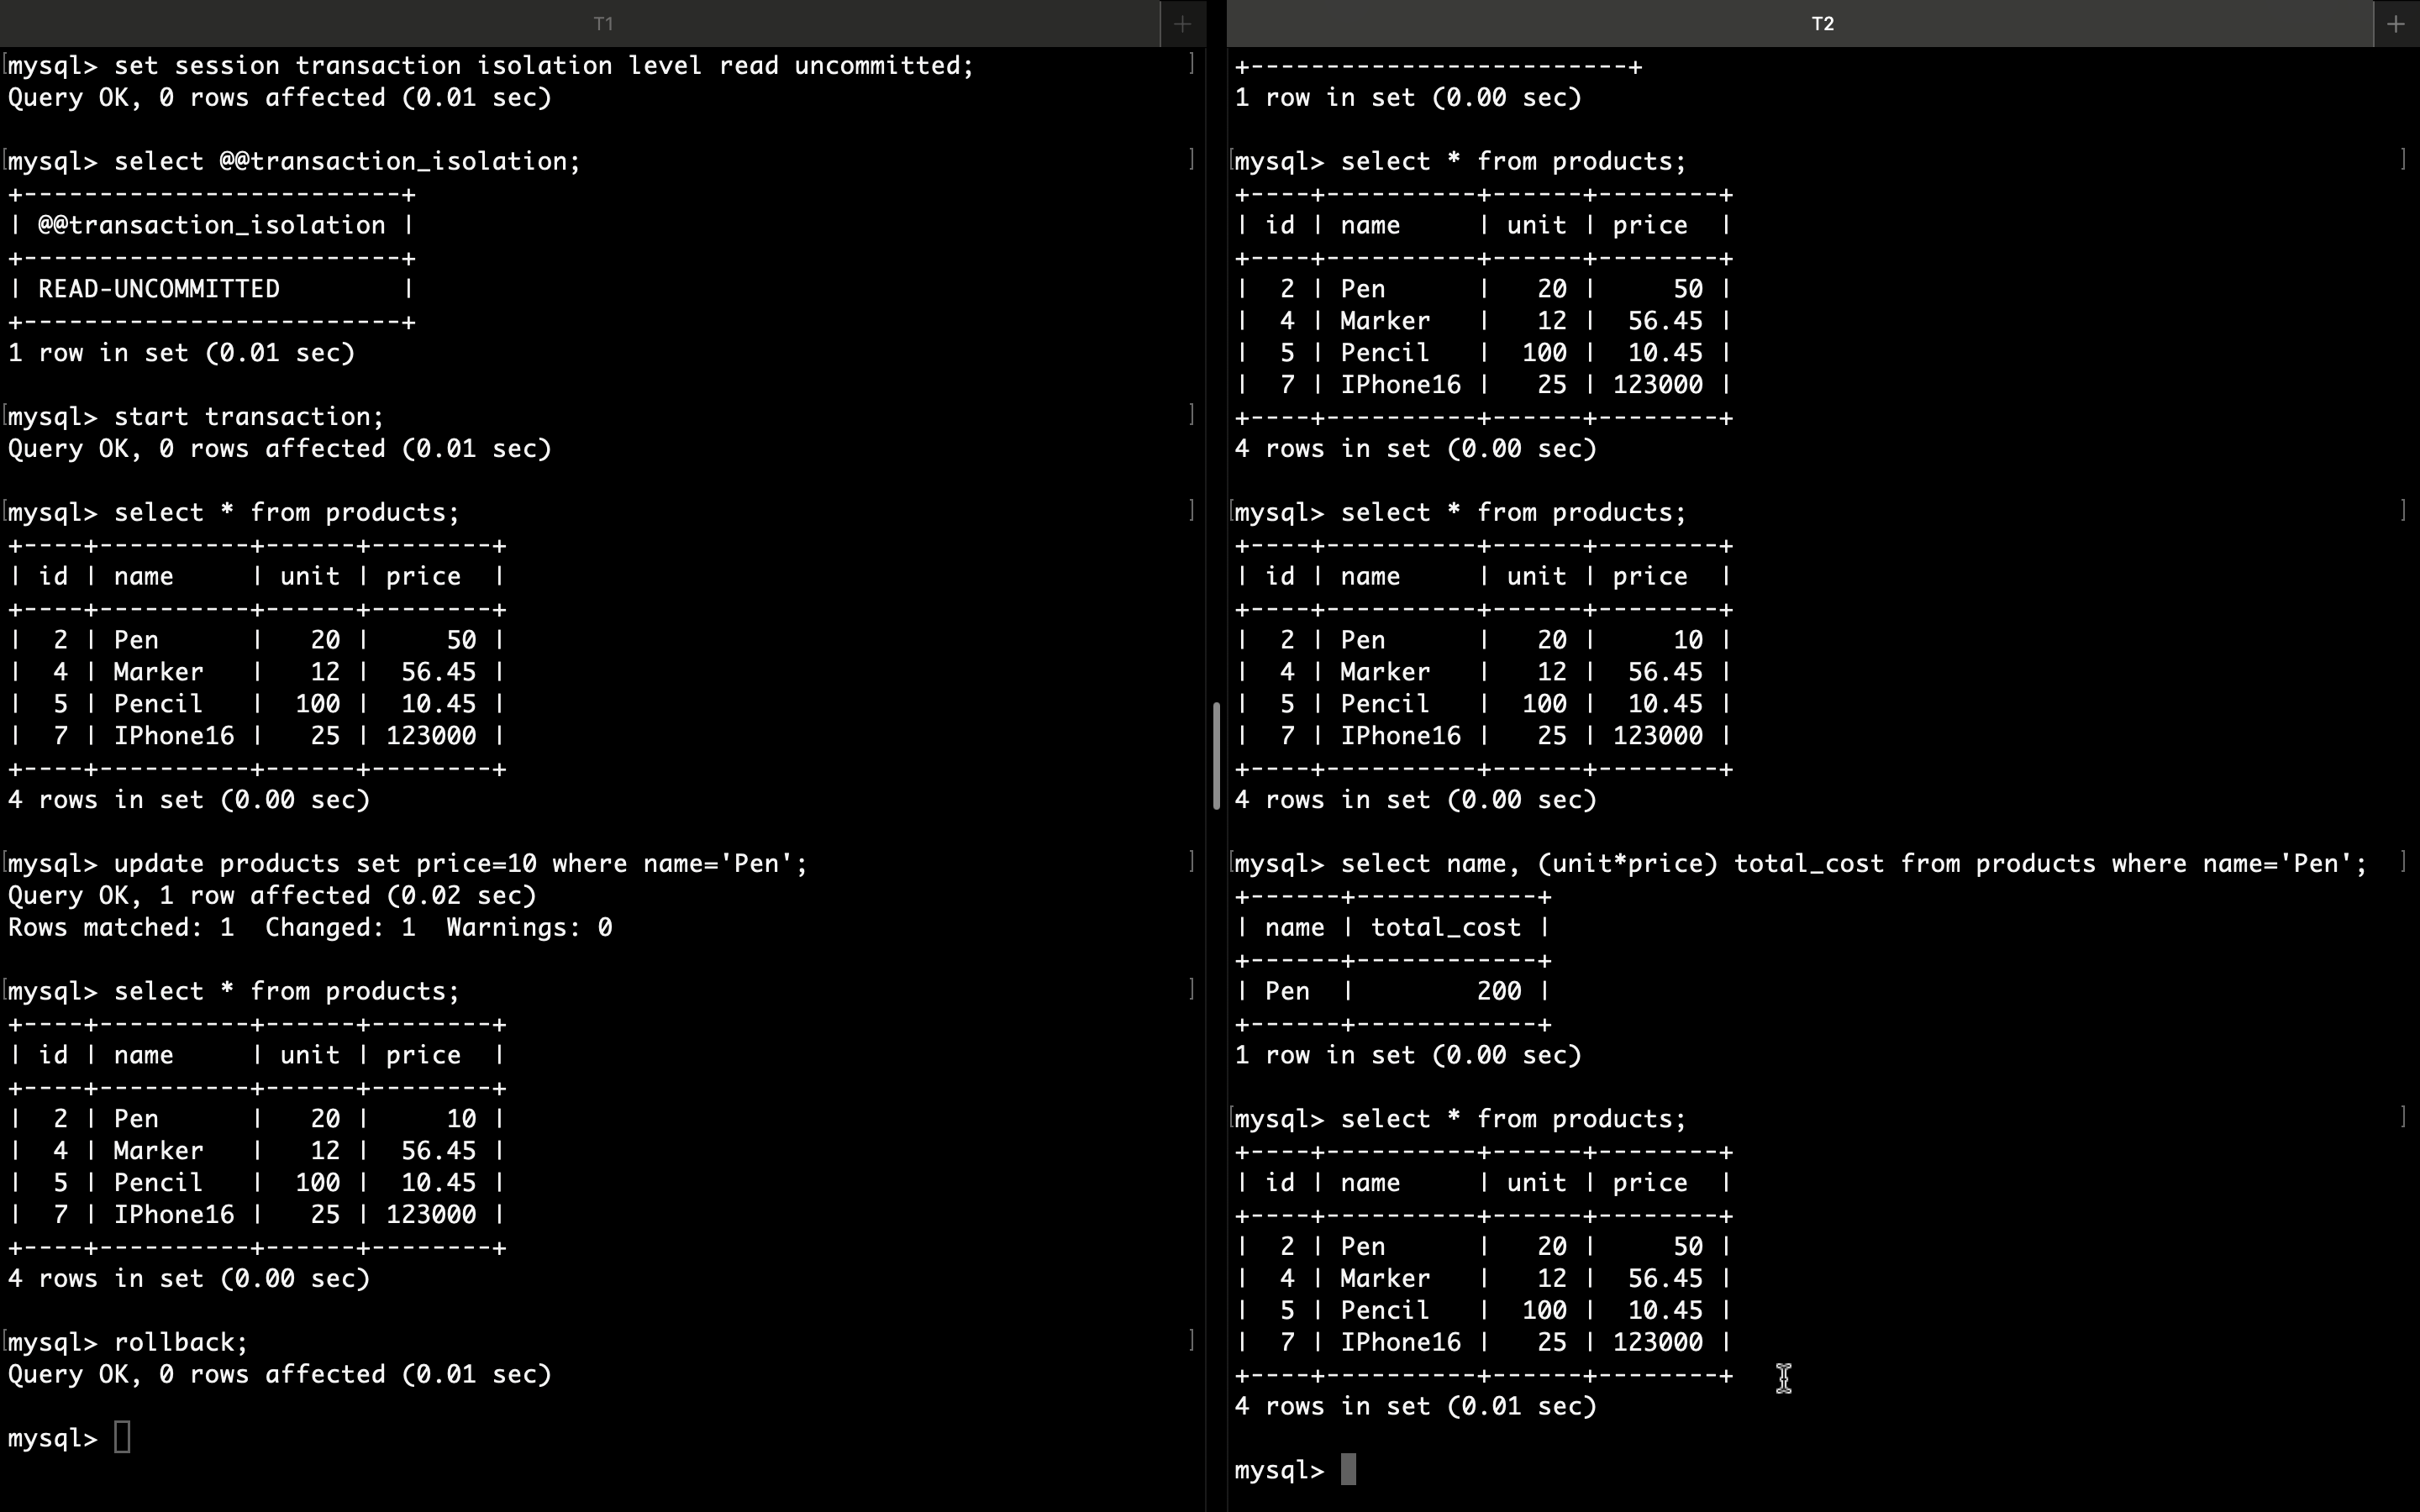 T1
mysql> set session transaction isolation level read uncommitted;
Query OK, 0 rows affected (0.01 sec)
mysql> select @@transaction_isolation;
+-------------------------+
| @@transaction_isolation |
+-------------------------+
| READ-UNCOMMITTED        |
+-------------------------+
1 row in set (0.01 sec)
mysql> start transaction;
Query OK, 0 rows affected (0.01 sec)
mysql> select * from products;
+----+----------+------+--------+
| id | name     | unit | price  |
+----+----------+------+--------+
|  2 | Pen      |   20 |     50 |
|  4 | Marker   |   12 |  56.45 |
|  5 | Pencil   |  100 |  10.45 |
|  7 | IPhone16 |   25 | 123000 |
+----+----------+------+--------+
4 rows in set (0.00 sec)
mysql> update products set price=10 where name='Pen';
Query OK, 1 row affected (0.02 sec)
Rows matched: 1  Changed: 1  Warnings: 0
mysql> select * from products;
+----+----------+------+--------+
| id | name     | unit | price  |
+----+----------+------+--------+
|  2 | Pen      |   20 |     10 |
|  4 | Marker   |   12 |  56.45 |
|  5 | Pencil   |  100 |  10.45 |
|  7 | IPhone16 |   25 | 123000 |
+----+----------+------+--------+
4 rows in set (0.00 sec)
mysql> rollback;
Query OK, 0 rows affected (0.01 sec)
mysql>
T2
+-------------------------+
1 row in set (0.00 sec)
mysql> select * from products;
+----+----------+------+--------+
| id | name     | unit | price  |
+----+----------+------+--------+
|  2 | Pen      |   20 |     50 |
|  4 | Marker   |   12 |  56.45 |
|  5 | Pencil   |  100 |  10.45 |
|  7 | IPhone16 |   25 | 123000 |
+----+----------+------+--------+
4 rows in set (0.00 sec)
mysql> select * from products;
+----+----------+------+--------+
| id | name     | unit | price  |
+----+----------+------+--------+
|  2 | Pen      |   20 |     10 |
|  4 | Marker   |   12 |  56.45 |
|  5 | Pencil   |  100 |  10.45 |
|  7 | IPhone16 |   25 | 123000 |
+----+----------+------+--------+
4 rows in set (0.00 sec)
mysql> select name, (unit*price) total_cost from products where name='Pen';
+------+------------+
| name | total_cost |
+------+------------+
| Pen  |        200 |
+------+------------+
1 row in set (0.00 sec)
mysql> select * from products;
+----+----------+------+--------+
| id | name     | unit | price  |
+----+----------+------+--------+
|  2 | Pen      |   20 |     50 |
|  4 | Marker   |   12 |  56.45 |
|  5 | Pencil   |  100 |  10.45 |
|  7 | IPhone16 |   25 | 123000 |
+----+----------+------+--------+
4 rows in set (0.01 sec)
mysql>